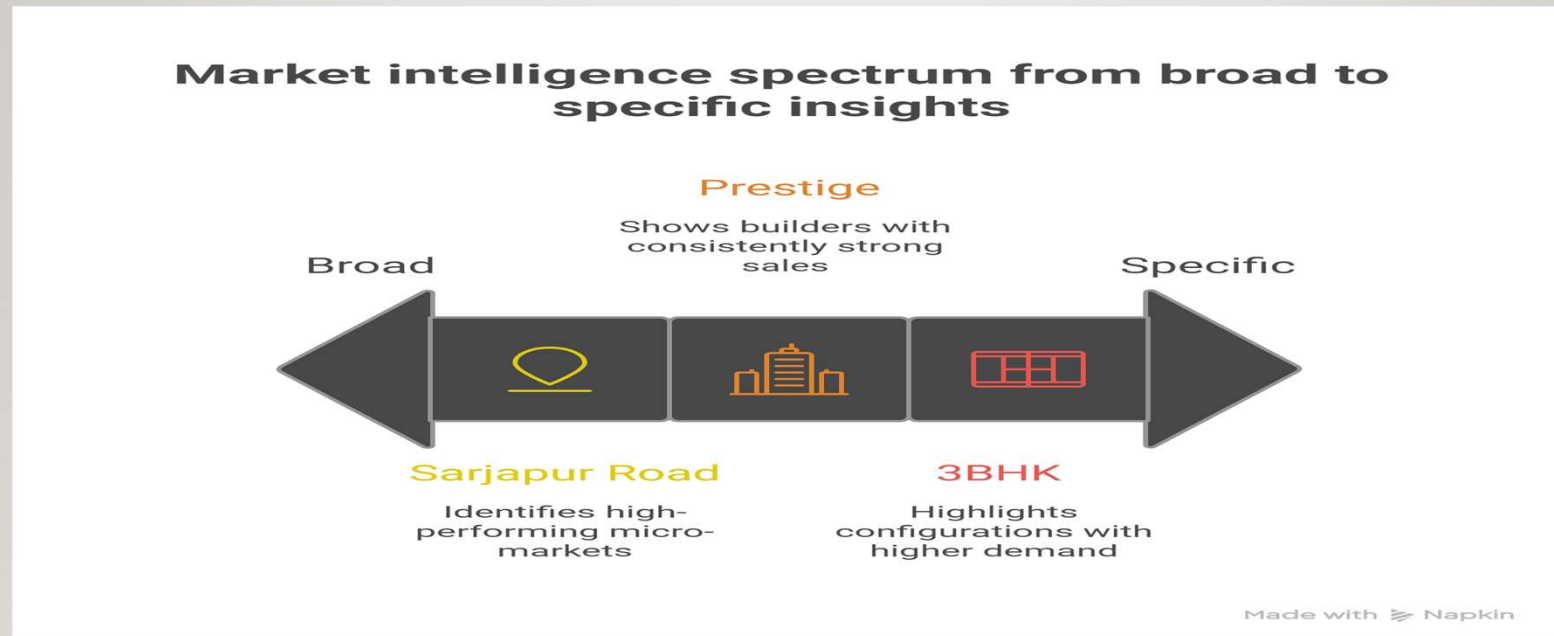 Market intelligence spectrum from broad to
specific insights
Prestige
Shows builders with
consistently strong
sales
Broad
Specific
Sarjapur Road
Identifies high-
performing micro-
markets
3BHK
Highlights
configurations with
higher demand
Made with Napkin